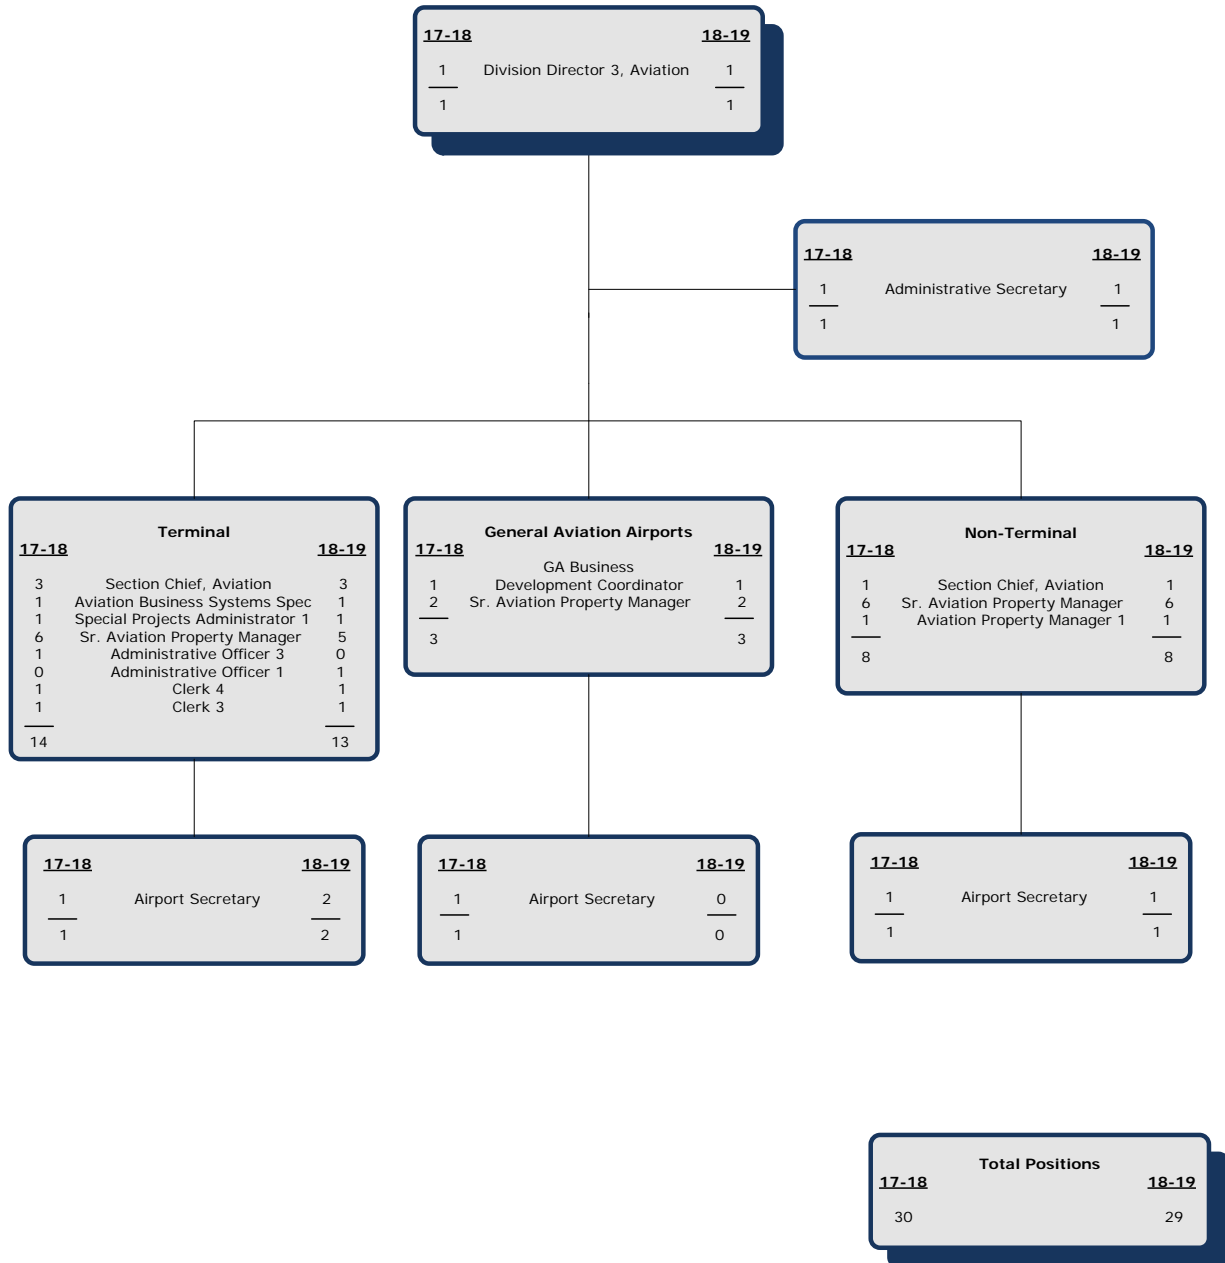 17-18 18-19
1 Division Director 3, Aviation 1
1 1
17-18 18-19
1 Administrative Secretary 1
1 1
Terminal
17-18 18-19
3 Section Chief, Aviation 3
1 Aviation Business Systems Spec 1
1 Special Projects Administrator 1 1
6 Sr. Aviation Property Manager 5
1 Administrative Officer 3 0
0 Administrative Officer 1 1
1 Clerk 4 1
1 Clerk 3 1
14 13
General Aviation Airports
17-18 18-19
GA Business
1 Development Coordinator 1
2 Sr. Aviation Property Manager 2
3 3
Non-Terminal
17-18 18-19
1 Section Chief, Aviation 1
6 Sr. Aviation Property Manager 6
1 Aviation Property Manager 1 1
8 8
17-18 18-19
1 Airport Secretary 2
1 2
17-18 18-19
1 Airport Secretary 0
1 0
17-18 18-19
1 Airport Secretary 1
1 1
Total Positions
17-18 18-19
30 29